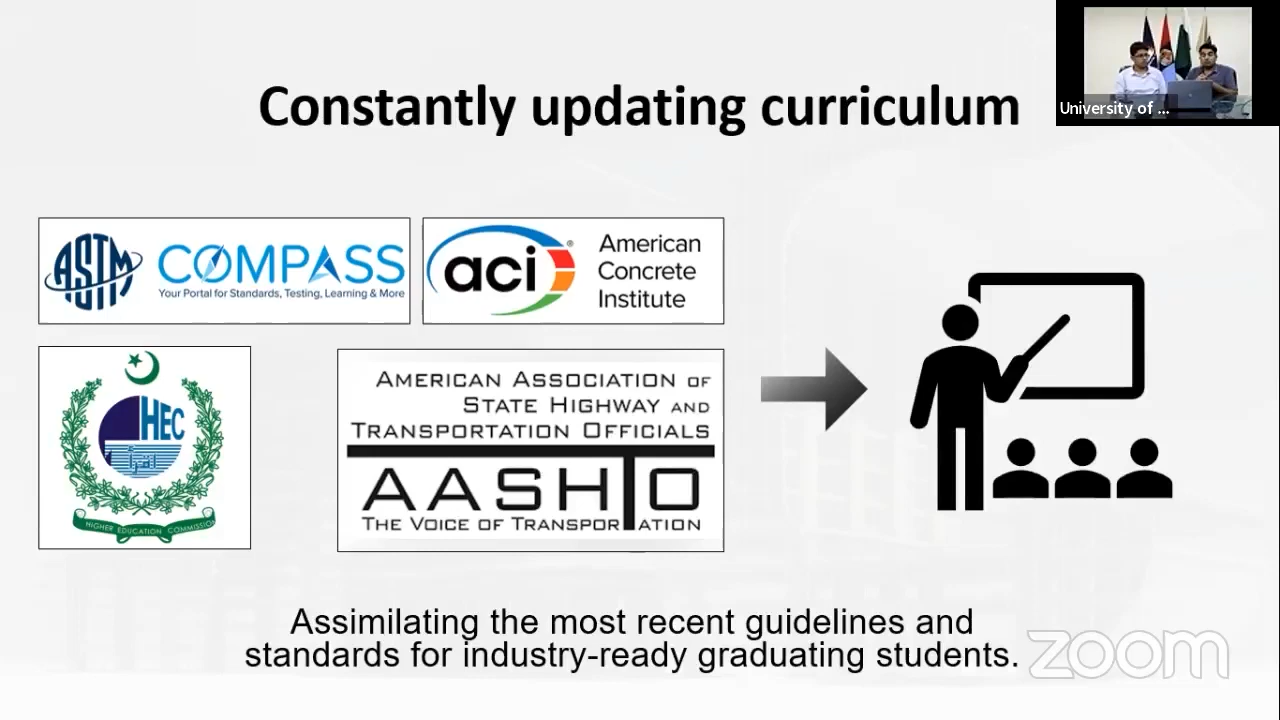 Constantly updating curriculum
University of ...
ASTM
COMPASS
Your Portal for Standards, Testing, Learning & More
aci®
American
Concrete
Institute
HEC
اقرأ
HIGHER EDUCATION COMMISSION
AMERICAN ASSOCIATION OF
STATE HIGHWAY AND
TRANSPORTATION OFFICIALS
AASHTO
THE VOICE OF TRANSPORTATION
Assimilating the most recent guidelines and
standards for industry-ready graduating students.
zoom